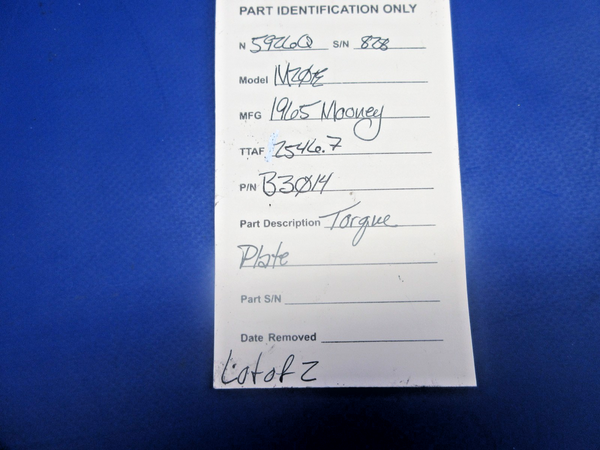 PART IDENTIFICATION ONLY
N 5926Q S/N 828
Model M20E
MFG 1965 Mooney
TTAF 2546.7
P/N B3014
Part Description Torque
Plate
Part S/N
Date Removed
Lot of 2